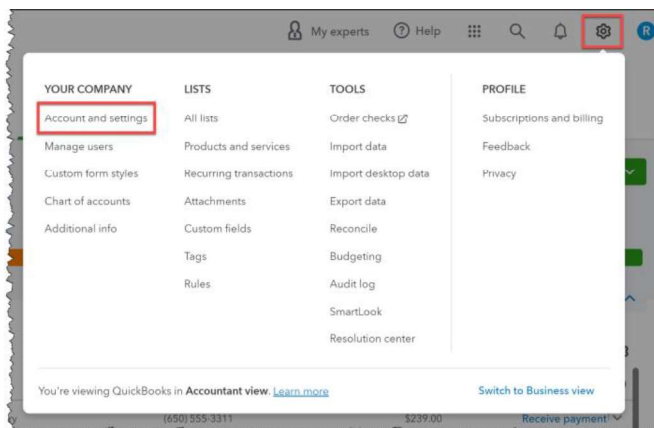 My experts
Help
R
YOUR COMPANY
Account and settings
Manage users
Custom form styles
Chart of accounts
Additional info
LISTS
All lists
Products and services
Recurring transactions
Attachments
Custom fields
Tags
Rules
TOOLS
Order checks
Import data
Import desktop data
Export data
Reconcile
Budgeting
Audit log
SmartLook
Resolution center
PROFILE
Subscriptions and billing
Feedback
Privacy
You're viewing QuickBooks in Accountant view. Learn more
Switch to Business view
(650) 555-3311
$239.00
Receive payment